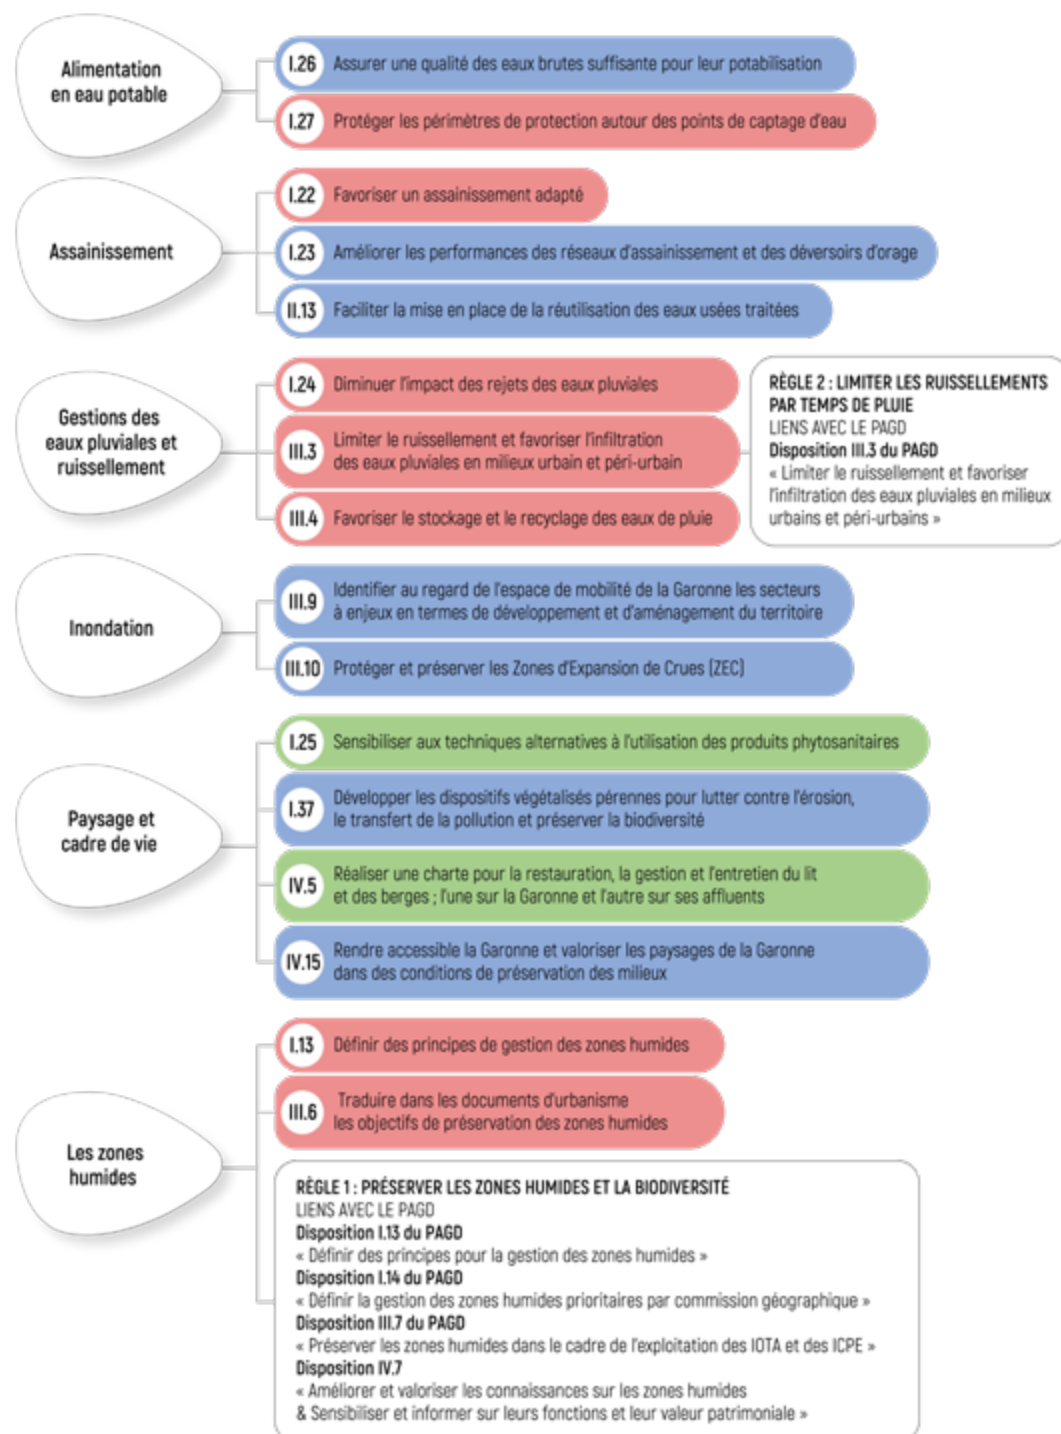 Alimentation
en eau potable
I.26 Assurer une qualité des eaux brutes suffisante pour leur potabilisation
I.27 Protéger les périmètres de protection autour des points de captage d'eau
Assainissement
I.22 Favoriser un assainissement adapté
I.23 Améliorer les performances des réseaux d'assainissement et des déversoirs d'orage
II.13 Faciliter la mise en place de la réutilisation des eaux usées traitées
Gestions des
eaux pluviales et
ruissellement
I.24 Diminuer l'impact des rejets des eaux pluviales
III.3 Limiter le ruissellement et favoriser l'infiltration
des eaux pluviales en milieux urbain et péri-urbain
III.4 Favoriser le stockage et le recyclage des eaux de pluie
RÈGLE 2 : LIMITER LES RUISSELLEMENTS
PAR TEMPS DE PLUIE
LIENS AVEC LE PAGD
Disposition III.3 du PAGD
« Limiter le ruissellement et favoriser
l'infiltration des eaux pluviales en milieux
urbains et péri-urbains »
Inondation
III.9 Identifier au regard de l'espace de mobilité de la Garonne les secteurs
à enjeux en termes de développement et d'aménagement du territoire
III.10 Protéger et préserver les Zones d'Expansion de Crues (ZEC)
Paysage et
cadre de vie
I.25 Sensibiliser aux techniques alternatives à l'utilisation des produits phytosanitaires
I.37 Développer les dispositifs végétalisés pérennes pour lutter contre l'érosion,
le transfert de la pollution et préserver la biodiversité
IV.5 Réaliser une charte pour la restauration, la gestion et l'entretien du lit
et des berges ; l'une sur la Garonne et l'autre sur ses affluents
IV.15 Rendre accessible la Garonne et valoriser les paysages de la Garonne
dans des conditions de préservation des milieux
Les zones
humides
I.13 Définir des principes de gestion des zones humides
III.6 Traduire dans les documents d'urbanisme
les objectifs de préservation des zones humides
RÈGLE 1 : PRÉSERVER LES ZONES HUMIDES ET LA BIODIVERSITÉ
LIENS AVEC LE PAGD
Disposition I.13 du PAGD
« Définir des principes pour la gestion des zones humides »
Disposition I.14 du PAGD
« Définir la gestion des zones humides prioritaires par commission géographique »
Disposition III.7 du PAGD
« Préserver les zones humides dans le cadre de l'exploitation des IOTA et des ICPE »
Disposition IV.7
« Améliorer et valoriser les connaissances sur les zones humides
& Sensibiliser et informer sur leurs fonctions et leur valeur patrimoniale »